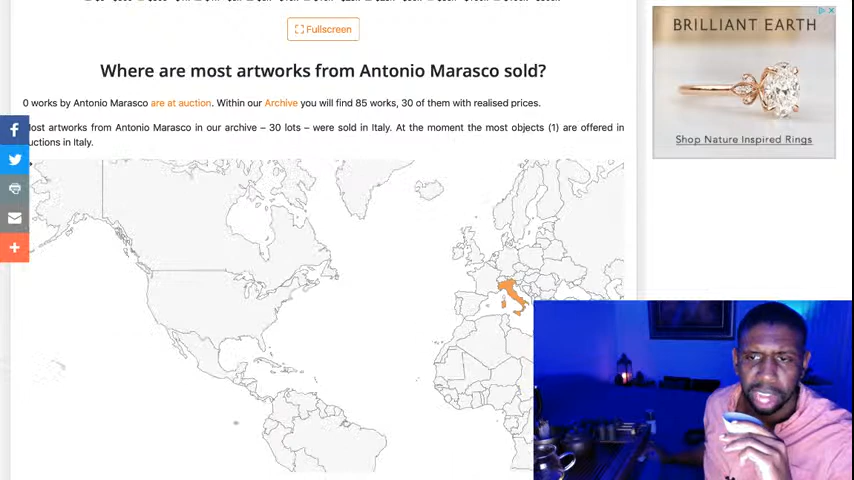 Fullscreen
BRILLIANT EARTH
Where are most artworks from Antonio Marasco sold?
0 works by Antonio Marasco are at auction. Within our Archive you will find 85 works, 30 of them with realised prices.
ost artworks from Antonio Marasco in our archive – 30 lots – were sold in Italy. At the moment the most objects (1) are offered in
uctions in Italy.
Shop Nature Inspired Rings